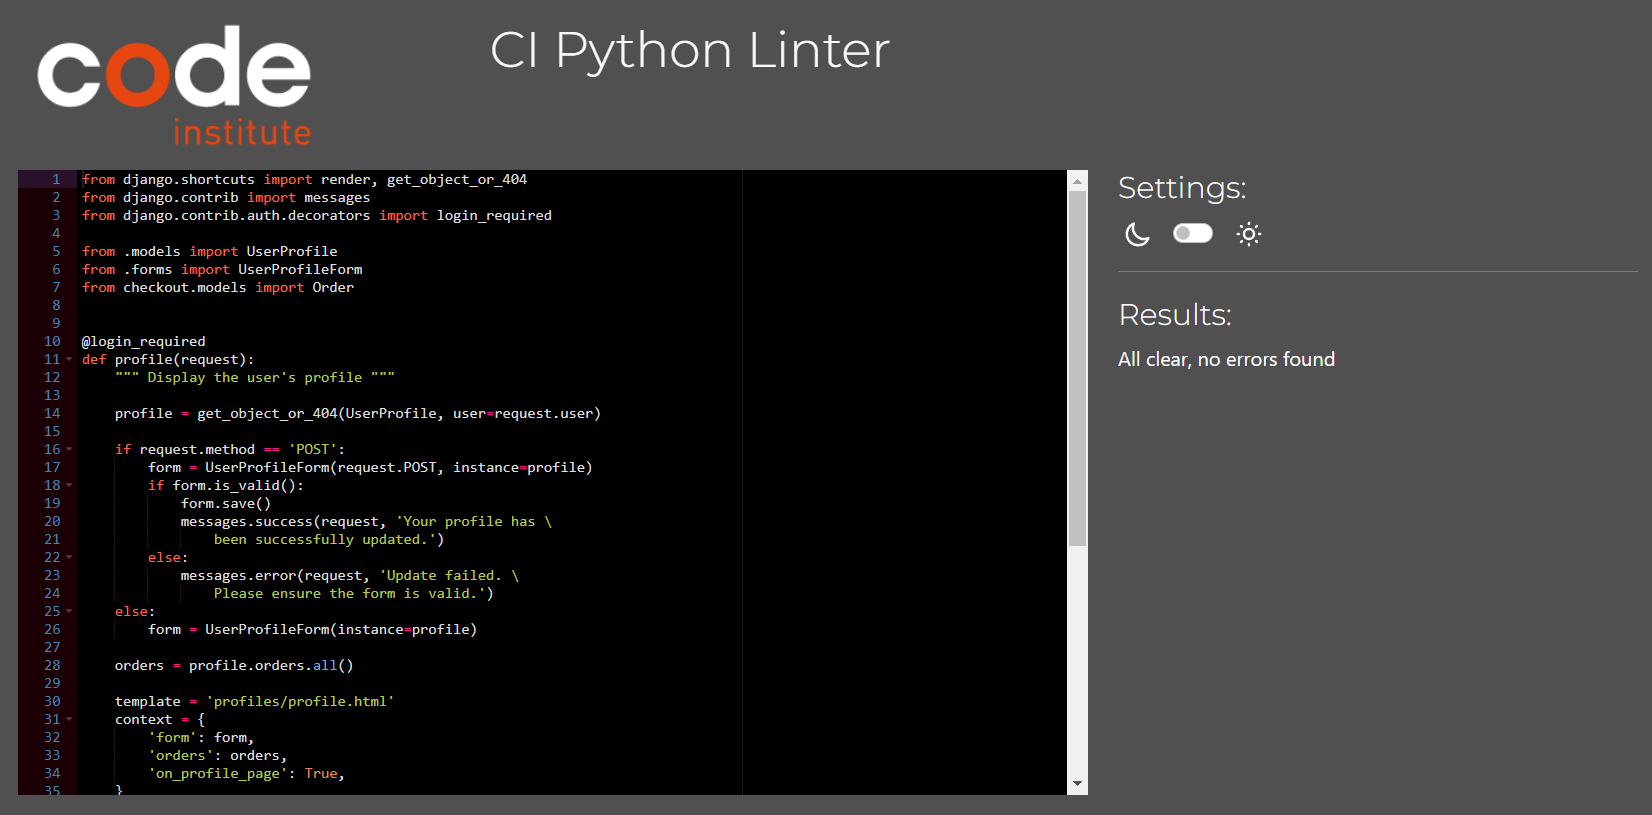 code
institute
CI Python Linter
1 from django.shortcuts import render, get_object_or_404
2 from django.contrib import messages
3 from django.contrib.auth.decorators import login_required
4
5 from .models import UserProfile
6 from .forms import UserProfileForm
7 from checkout.models import Order
8
9
10 @login_required
11 def profile(request):
12     """ Display the user's profile """
13
14     profile = get_object_or_404(UserProfile, user=request.user)
15
16     if request.method == 'POST':
17         form = UserProfileForm(request.POST, instance=profile)
18         if form.is_valid():
19             form.save()
20             messages.success(request, 'Your profile has \
21                 been successfully updated.')
22         else:
23             messages.error(request, 'Update failed. \
24                 Please ensure the form is valid.')
25     else:
26         form = UserProfileForm(instance=profile)
27
28     orders = profile.orders.all()
29
30     template = 'profiles/profile.html'
31     context = {
32         'form': form,
33         'orders': orders,
34         'on_profile_page': True,
35     }
Settings:
Results:
All clear, no errors found